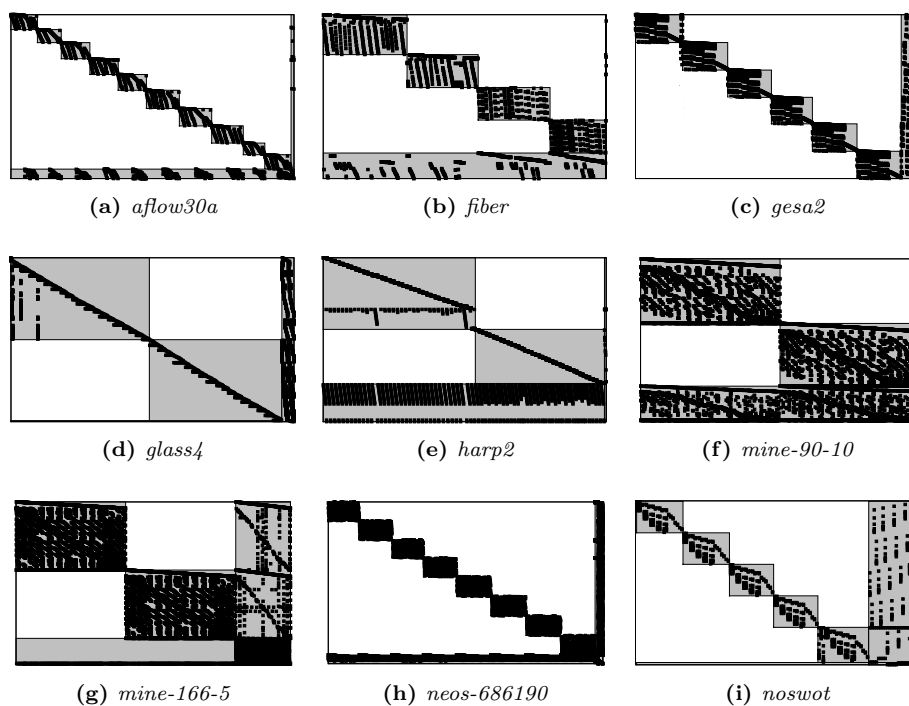 (a) aflow30a
(b) fiber
(c) gesa2
(d) glass4
(e) harp2
(f) mine-90-10
(g) mine-166-5
(h) neos-686190
(i) noswot